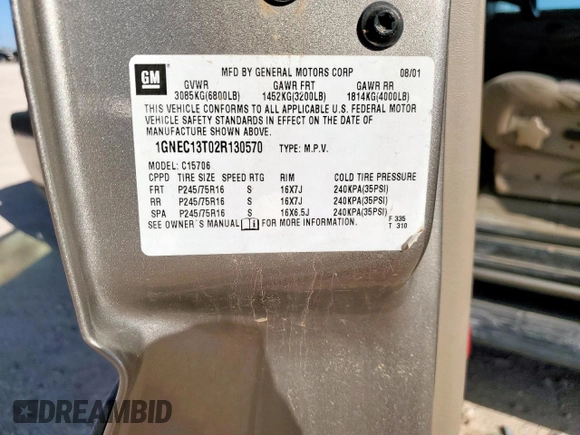 GM
MFD BY GENERAL MOTORS CORP 08/01
GVWR GAWR FRT GAWR RR
3085KG(6800LB) 1452KG(3200LB) 1814KG(4000LB)
THIS VEHICLE CONFORMS TO ALL APPLICABLE U.S. FEDERAL MOTOR
VEHICLE SAFETY STANDARDS IN EFFECT ON THE DATE OF
MANUFACTURE SHOWN ABOVE.
1GNEC13T02R130570 TYPE: M.P.V.
MODEL: C15706
CPPD TIRE SIZE SPEED RTG RIM COLD TIRE PRESSURE
FRT P245/75R16 S 16X7J 240KPA(35PSI)
RR P245/75R16 S 16X7J 240KPA(35PSI)
SPA P245/75R16 S 16X6.5J 240KPA(35PSI)
SEE OWNER'S MANUAL FOR MORE INFORMATION.
F 335
T 310
DREAMBID